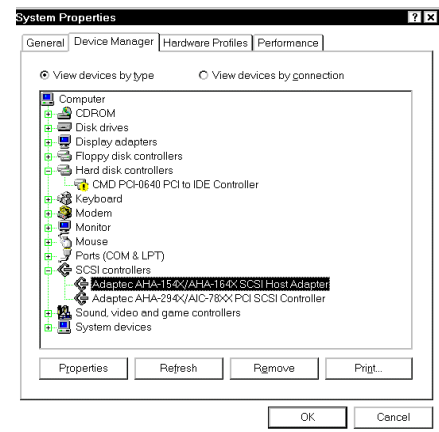 System Properties
General Device Manager Hardware Profiles Performance
View devices by type View devices by connection
Computer
CDROM
Disk drives
Display adapters
Floppy disk controllers
Hard disk controllers
CMD PCI-0640 PCI to IDE Controller
Keyboard
Modem
Monitor
Mouse
Ports (COM & LPT)
SCSI controllers
Adaptec AHA-154X/AHA-164X SCSI Host Adapter
Adaptec AHA-294X/AIC-78XX PCI SCSI Controller
Sound, video and game controllers
System devices
Properties Refresh Remove Print...
OK Cancel